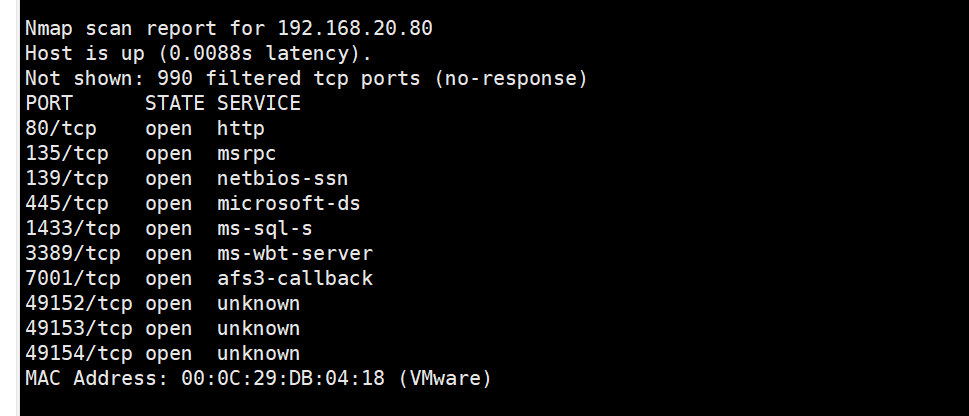 Nmap scan report for 192.168.20.80
Host is up (0.0088s latency).
Not shown: 990 filtered tcp ports (no-response)
PORT      STATE SERVICE
80/tcp    open  http
135/tcp   open  msrpc
139/tcp   open  netbios-ssn
445/tcp   open  microsoft-ds
1433/tcp  open  ms-sql-s
3389/tcp  open  ms-wbt-server
7001/tcp  open  afs3-callback
49152/tcp open  unknown
49153/tcp open  unknown
49154/tcp open  unknown
MAC Address: 00:0C:29:DB:04:18 (VMware)